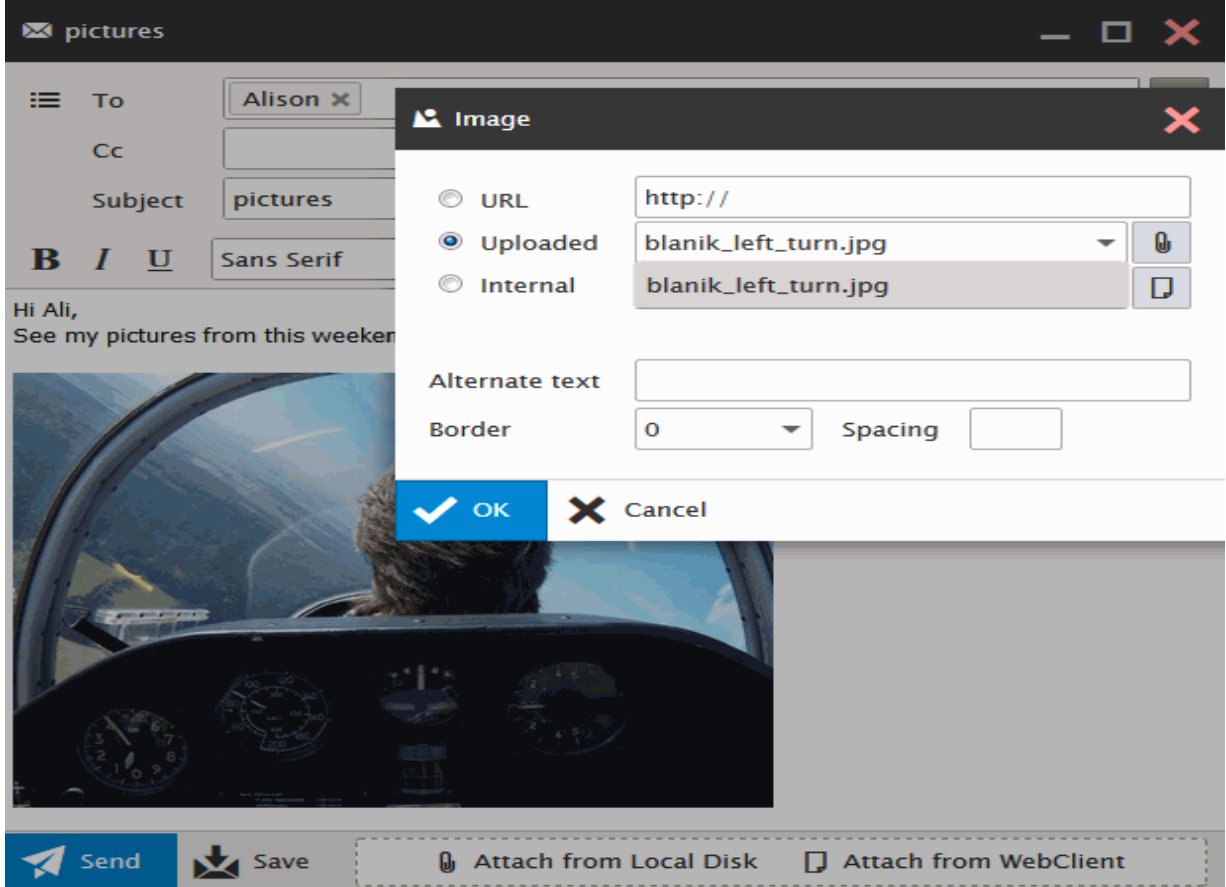 pictures
To Alison
Cc
Subject pictures
B I U Sans Serif
Hi Ali,
See my pictures from this
Image
URL http://
Uploaded blanik_left_turn.jpg
Internal blanik_left_turn.jpg
Alternate text
Border 0 Spacing
OK Cancel
Send Save Attach from Local Disk Attach from WebClient